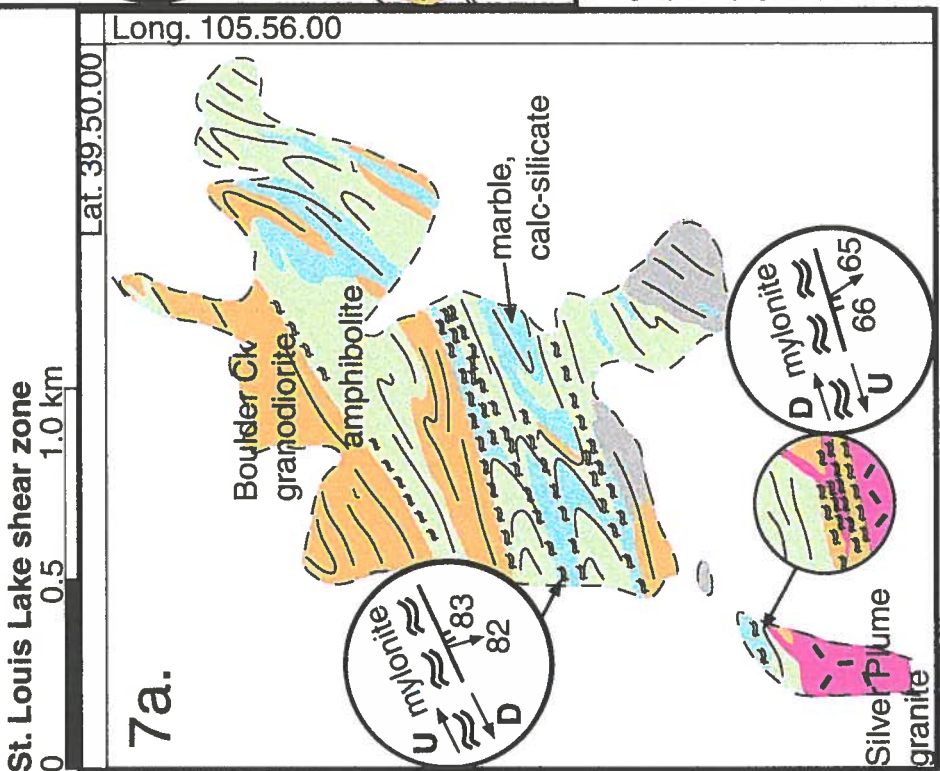 St. Louis Lake shear zone
0 0.5 1.0 km
Long. 105.56.00
Lat. 39.50.00
7a.
Boulder Ck
granodiorite
amphibolite
marble,
calc-silicate
U mylonite
D
83
82
D mylonite
U
65
66
Silver Plume
granite